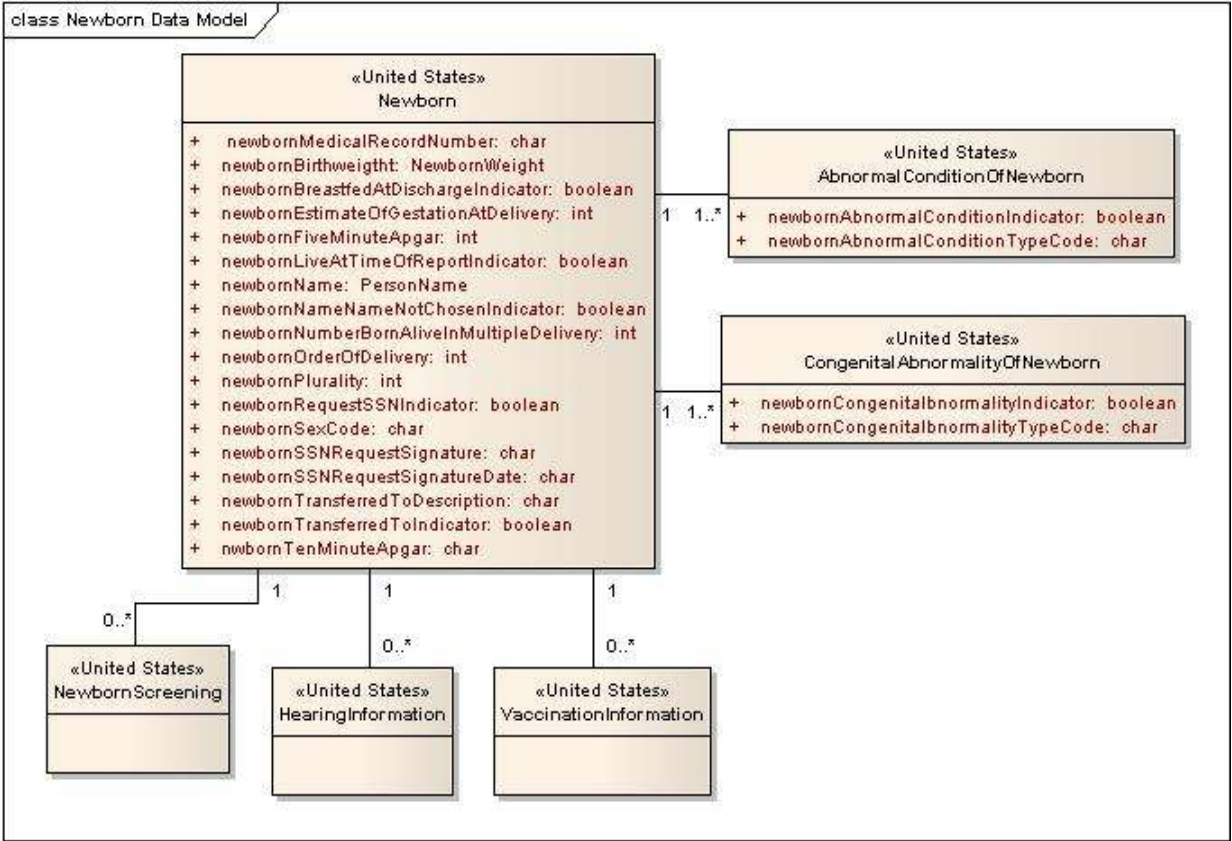 class Newborn Data Model
«United States»
Newborn
+ newbornMedicalRecordNumber: char
+ newbornBirthweigtht: NewbornWeight
+ newbornBreastfedAtDischargeIndicator: boolean
+ newbornEstimateOfGestationAtDelivery: int
+ newbornFiveMinuteApgar: int
+ newbornLiveAtTimeOfReportIndicator: boolean
+ newbornName: PersonName
+ newbornNameNameNotChosenIndicator: boolean
+ newbornNumberBornAliveInMultipleDelivery: int
+ newbornOrderOfDelivery: int
+ newbornPlurality: int
+ newbornRequestSSNIndicator: boolean
+ newbornSexCode: char
+ newbornSSNRequestSignature: char
+ newbornSSNRequestSignatureDate: char
+ newbornTransferredToDescription: char
+ newbornTransferredToIndicator: boolean
+ nwbornTenMinuteApgar: char
«United States»
AbnormalConditionOfNewborn
+ newbornAbnormalConditionIndicator: boolean
+ newbornAbnormalConditionTypeCode: char
1 1..*
«United States»
CongenitalAbnormalityOfNewborn
+ newbornCongenitalbnormalityIndicator: boolean
+ newbornCongenitalbnormalityTypeCode: char
1 1..*
1
0..*
«United States»
NewbornScreening
1
0..*
«United States»
HearingInformation
1
0..*
«United States»
VaccinationInformation